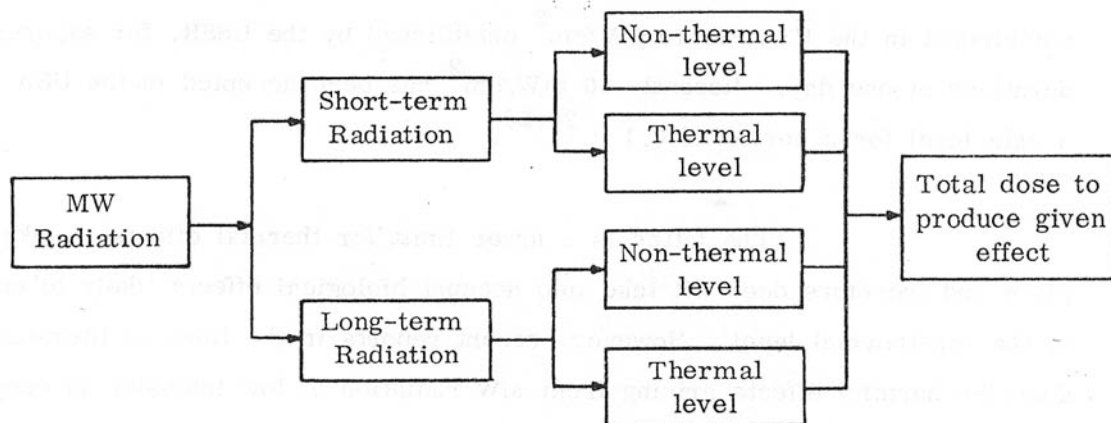 Non-thermal
level
Short-term
Radiation
Thermal
level
MW
Radiation
Total dose to
produce given
effect
Non-thermal
level
Long-term
Radiation
Thermal
level